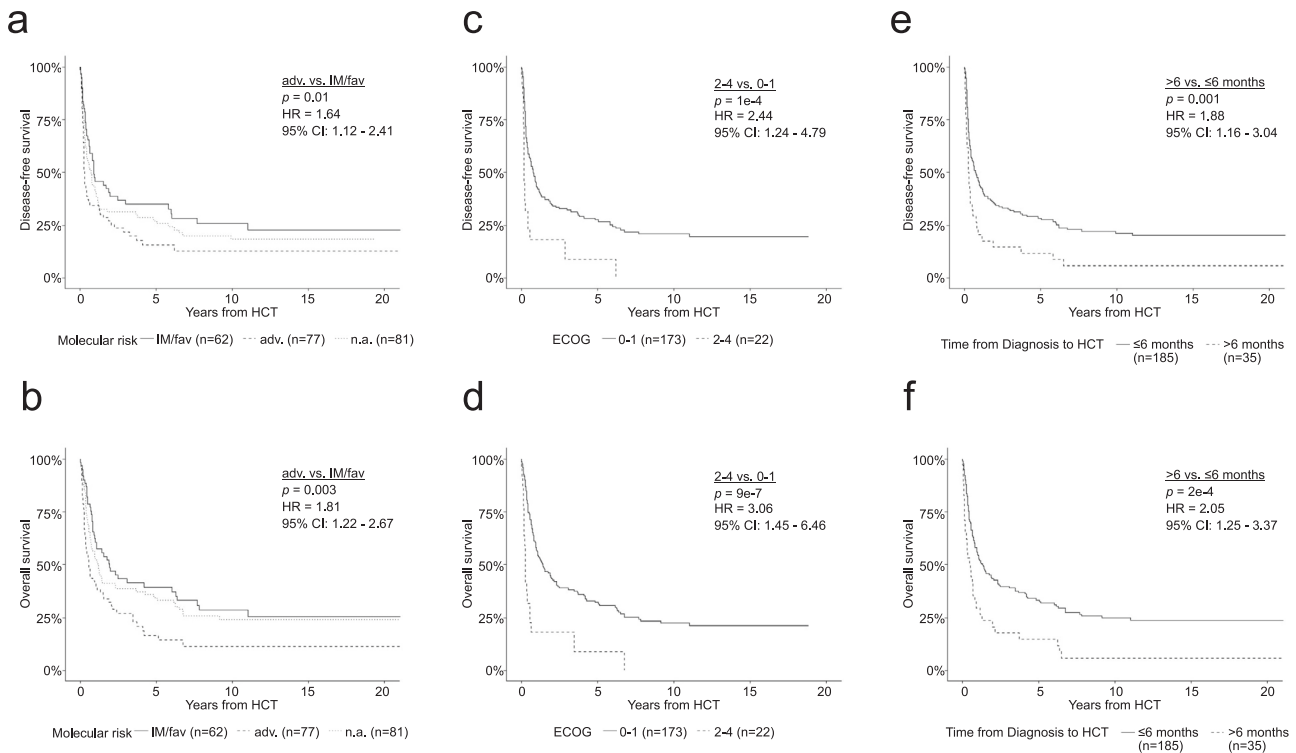 a
100%
75%
50%
25%
0%
Disease-free survival
adv. vs. IM/fav
p = 0.01
HR = 1.64
95% CI: 1.12 - 2.41
0 5 10 15 20
Years from HCT
Molecular risk IM/fav (n=62) adv. (n=77) n.a. (n=81)
c
100%
75%
50%
25%
0%
Disease-free survival
2-4 vs. 0-1
p = 1e-4
HR = 2.44
95% CI: 1.24 - 4.79
0 5 10 15 20
Years from HCT
ECOG 0-1 (n=173) 2-4 (n=22)
e
100%
75%
50%
25%
0%
Disease-free survival
>6 vs. ≤6 months
p = 0.001
HR = 1.88
95% CI: 1.16 - 3.04
0 5 10 15 20
Years from HCT
Time from Diagnosis to HCT ≤6 months >6 months
(n=185) (n=35)
b
100%
75%
50%
25%
0%
Overall survival
adv. vs. IM/fav
p = 0.003
HR = 1.81
95% CI: 1.22 - 2.67
0 5 10 15 20
Years from HCT
Molecular risk IM/fav (n=62) adv. (n=77) n.a. (n=81)
d
100%
75%
50%
25%
0%
Overall survival
2-4 vs. 0-1
p = 9e-7
HR = 3.06
95% CI: 1.45 - 6.46
0 5 10 15 20
Years from HCT
ECOG 0-1 (n=173) 2-4 (n=22)
f
100%
75%
50%
25%
0%
Overall survival
>6 vs. ≤6 months
p = 2e-4
HR = 2.05
95% CI: 1.25 - 3.37
0 5 10 15 20
Years from HCT
Time from Diagnosis to HCT ≤6 months >6 months
(n=185) (n=35)